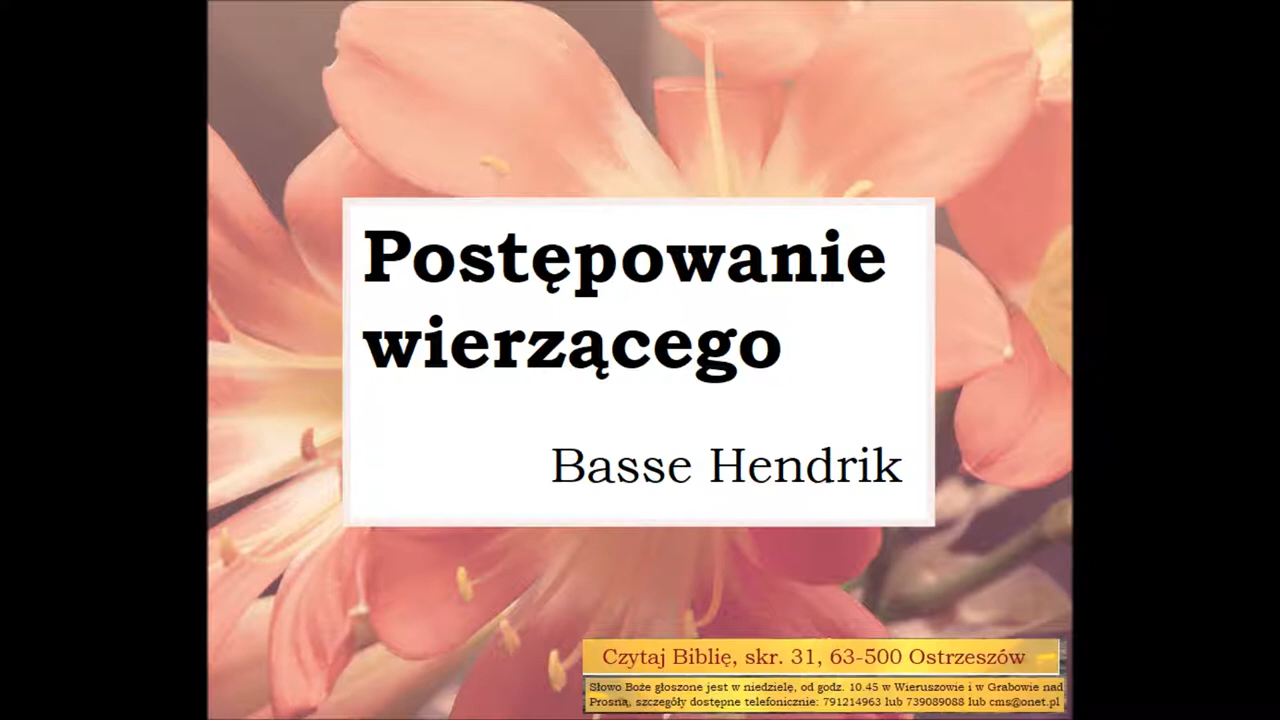 Postępowanie
wierzącego
Basse Hendrik
Czytaj Biblię, skr. 31, 63-500 Ostrzeszów
Słowo Boże głoszone jest w niedzielę, od godz. 10.45 w Wieruszowie i w Grabowie nad
Prosną, szczegóły dostępne telefonicznie: 791214963 lub 739089088 lub cms@onet.pl